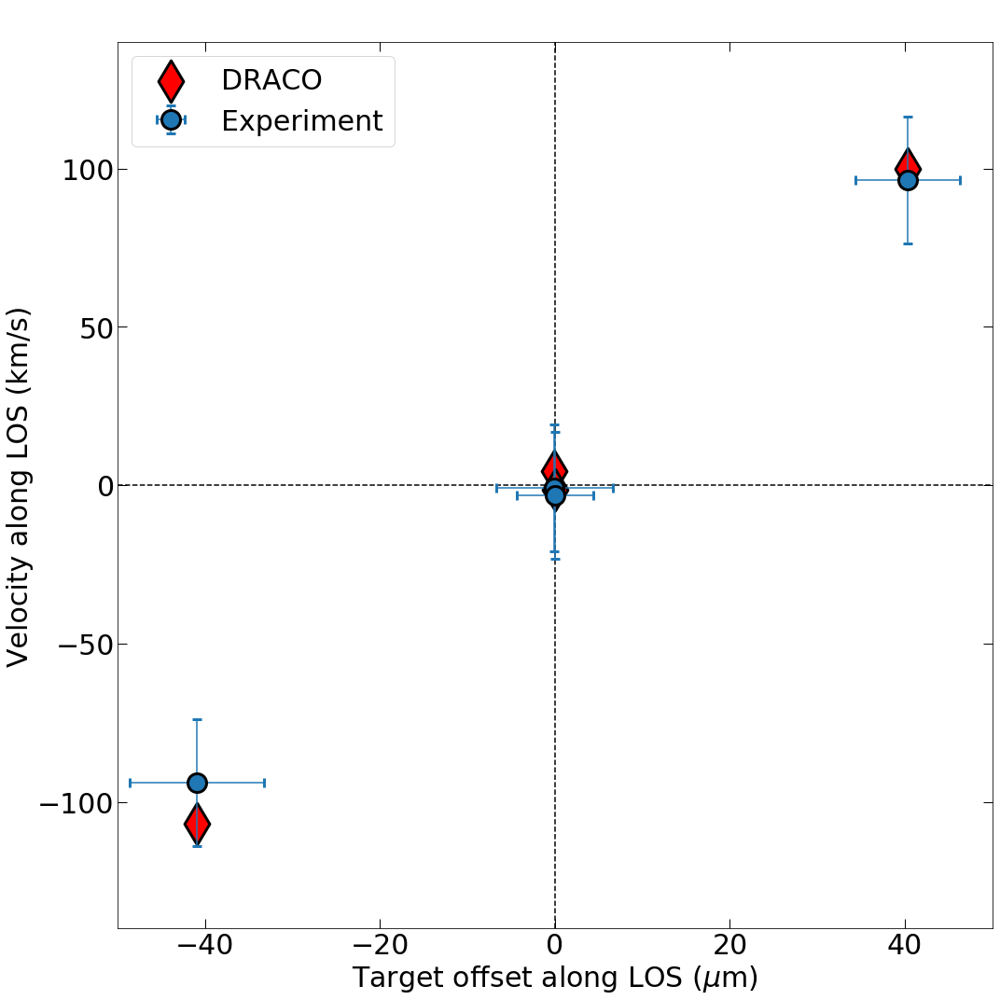 DRACO
Experiment
100
50
0
−50
−100
Velocity along LOS (km/s)
−40
−20
0
20
40
Target offset along LOS (μm)